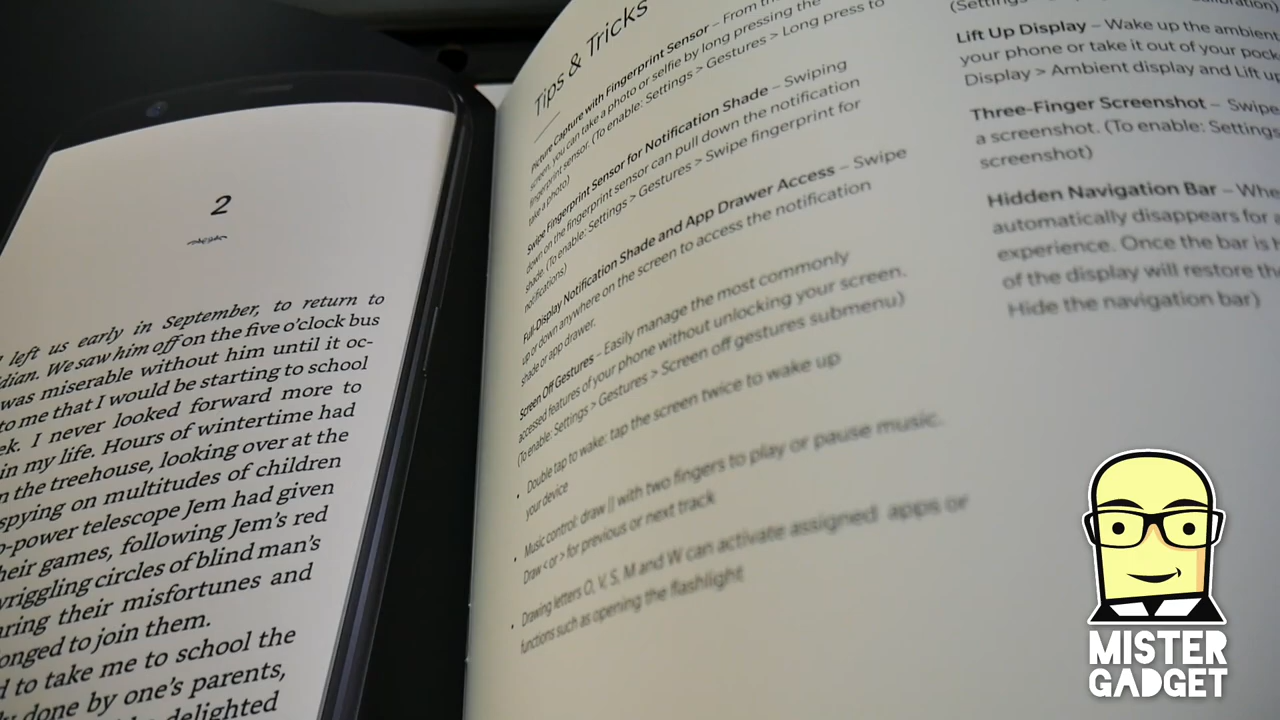 2
left us early in September, to return to
dian. We saw him off on the five o'clock bus
was miserable without him until it oc-
to me that I would be starting to school
ek. I never looked forward more to
in my life. Hours of wintertime had
n the treehouse, looking over at the
spying on multitudes of children
-power telescope Jem had given
heir games, following Jem's red
wriggling circles of blind man's
aring their misfortunes and
onged to join them.
d to take me to school the
ly done by one's parents,
delighted
Tips & Tricks
Picture Capture with Fingerprint Sensor – From th
screen, you can take a photo or selfie by long pressing the
fingerprint sensor. (To enable: Settings > Gestures > Long press to
take a photo)
Swipe Fingerprint Sensor for Notification Shade – Swiping
down on the fingerprint sensor can pull down the notification
shade. (To enable: Settings > Gestures > Swipe fingerprint for
notifications)
Full-Display Notification Shade and App Drawer Access – Swipe
up or down anywhere on the screen to access the notification
shade or app drawer.
Screen Off Gestures – Easily manage the most commonly
accessed features of your phone without unlocking your screen.
(To enable: Settings > Gestures > Screen off gestures submenu)
• Double tap to wake: tap the screen twice to wake up
your device
• Music control: draw || with two fingers to play or pause music.
Draw < or > for previous or next track
• Drawing letters O, V, S, M and W can activate assigned apps or
functions such as opening the flashlight
(Settings
Lift Up Display – Wake up the ambient
your phone or take it out of your pock
Display > Ambient display and Lift up
Three-Finger Screenshot – Swipe
a screenshot. (To enable: Settings
screenshot)
Hidden Navigation Bar – Whe
automatically disappears for a
experience. Once the bar is h
of the display will restore the
Hide the navigation bar)
MISTER
GADGET